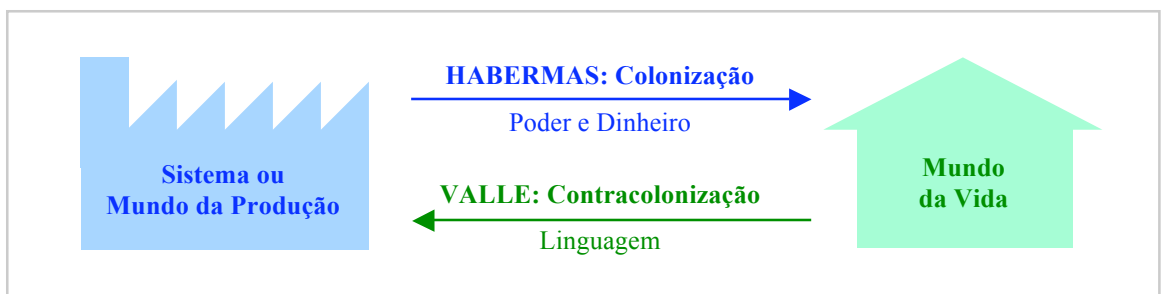 HABERMAS: Colonização
Poder e Dinheiro
Sistema ou
Mundo da Produção
VALLE: Contracolonização
Linguagem
Mundo
da Vida